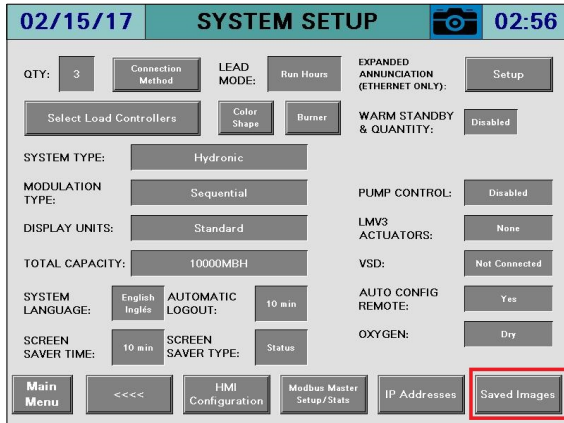 02/15/17 SYSTEM SETUP 02:56
QTY: 3 Connection Method LEAD MODE: Run Hours EXPANDED ANNUNCIATION (ETHERNET ONLY): Setup
Select Load Controllers Color Shape Burner WARM STANDBY & QUANTITY: Disabled
SYSTEM TYPE: Hydronic
MODULATION TYPE: Sequential PUMP CONTROL: Disabled
DISPLAY UNITS: Standard LMV3 ACTUATORS: None
TOTAL CAPACITY: 10000MBH VSD: Not Connected
SYSTEM LANGUAGE: English Inglés AUTOMATIC LOGOUT: 10 min AUTO CONFIG REMOTE: Yes
SCREEN SAVER TIME: 10 min SCREEN SAVER TYPE: Status OXYGEN: Dry
Main Menu <<<< HMI Configuration Modbus Master Setup/Stats IP Addresses Saved Images